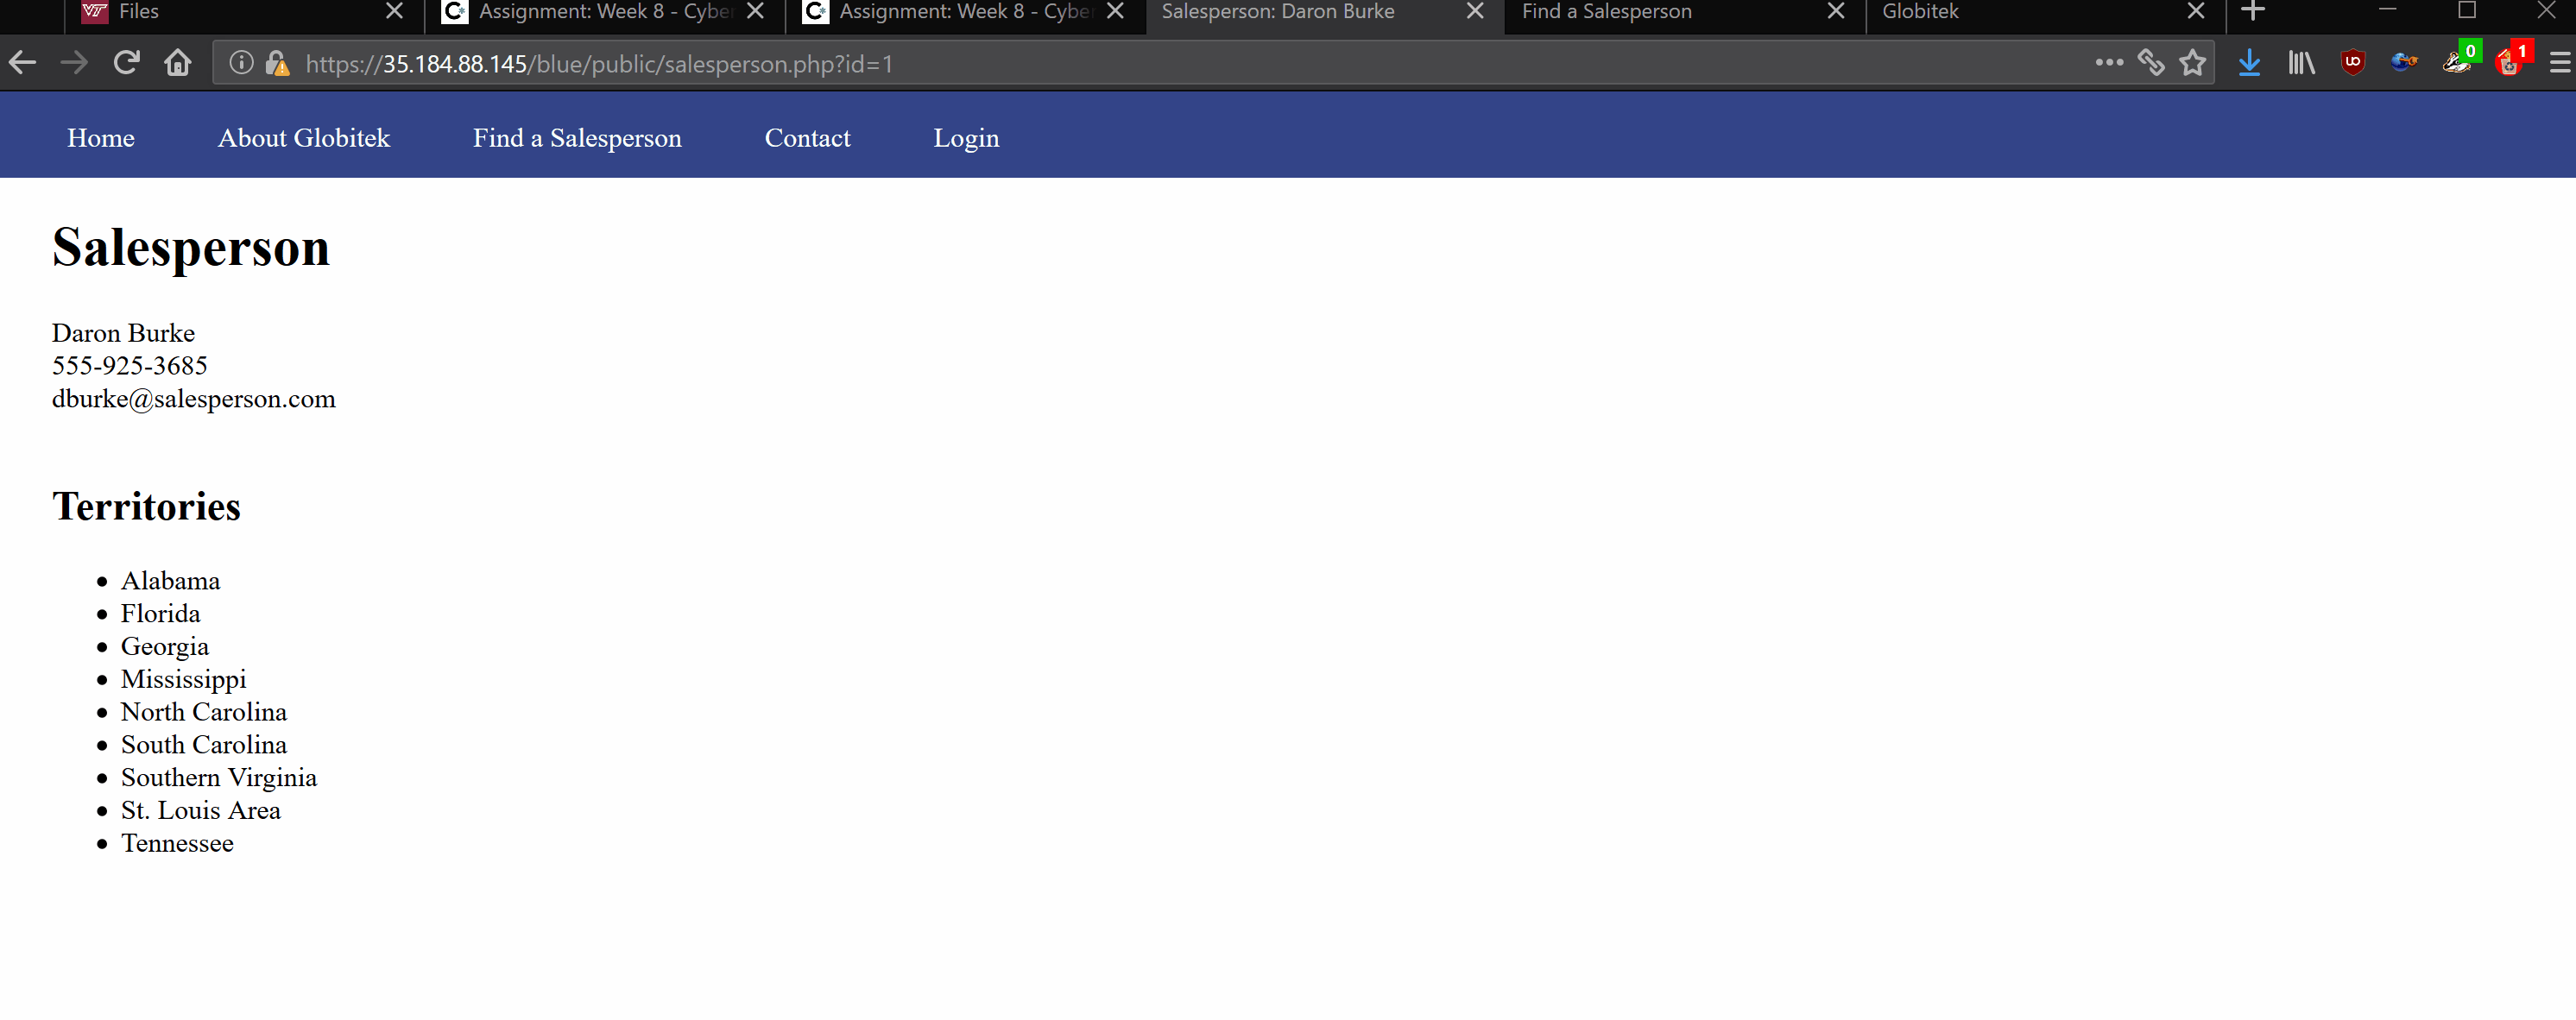 Files Assignment: Week 8 - Cyber Assignment: Week 8 - Cyber Salesperson: Daron Burke Find a Salesperson Globitek
https://35.184.88.145/blue/public/salesperson.php?id=1 0 1
Home About Globitek Find a Salesperson Contact Login
Salesperson
Daron Burke
555-925-3685
dburke@salesperson.com
Territories
Alabama
Florida
Georgia
Mississippi
North Carolina
South Carolina
Southern Virginia
St. Louis Area
Tennessee